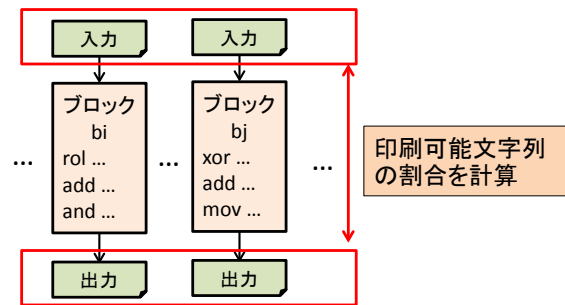 入力
入力
ブロック
bi
rol ...
add ...
and ...
ブロック
bj
xor ...
add ...
mov ...
...
...
...
印刷可能文字列
の割合を計算
出力
出力